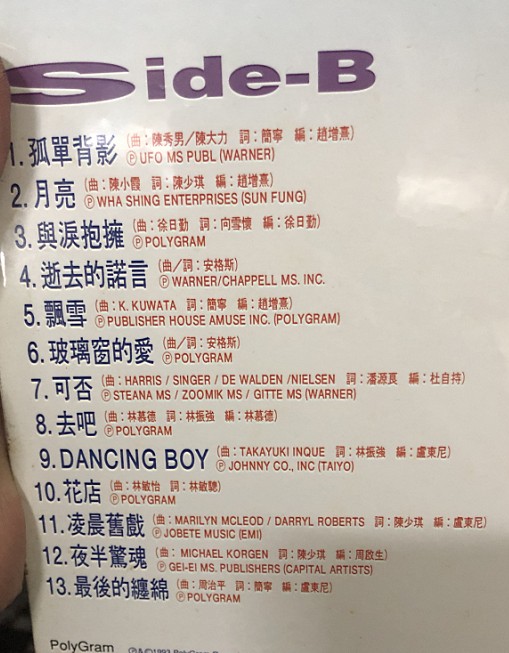 Side-B
1.孤單背影 (曲：陳秀男／陳大力 詞：簡寧 編：趙增熹)
Ⓟ UFO MS PUBL (WARNER)
2.月亮 (曲：陳小霞 詞：陳少琪 編：趙增熹)
Ⓟ WHA SHING ENTERPRISES (SUN FUNG)
3.與淚抱擁 (曲：徐日勤 詞：向雪懷 編：徐日勤)
Ⓟ POLYGRAM
4.逝去的諾言 (曲／詞：安格斯)
Ⓟ WARNER/CHAPPELL MS. INC.
5.飄雪 (曲：K. KUWATA 詞：簡寧 編：趙增熹)
Ⓟ PUBLISHER HOUSE AMUSE INC. (POLYGRAM)
6.玻璃窗的愛 (曲/詞：安格斯)
Ⓟ POLYGRAM
7.可否 (曲：HARRIS / SINGER / DE WALDEN /NIELSEN 詞：潘源良 編：杜自持)
Ⓟ STEANA MS / ZOOMIK MS / GITTE MS (WARNER)
8.去吧 (曲：林慕德 詞：林振強 編：林慕德)
Ⓟ POLYGRAM
9.DANCING BOY (曲：TAKAYUKI INQUE 詞：林振強 編：盧東尼)
Ⓟ JOHNNY CO., INC (TAIYO)
10.花店 (曲：林敏怡 詞：林敏聰)
Ⓟ POLYGRAM
11.凌晨舊戲 (曲：MARILYN MCLEOD / DARRYL ROBERTS 詞：陳少琪 編：盧東尼)
Ⓟ JOBETE MUSIC (EMI)
12.夜半驚魂 (曲： MICHAEL KORGEN 詞：陳少琪 編：周啟生)
Ⓟ GEI-EI MS. PUBLISHERS (CAPITAL ARTISTS)
13.最後的纏綿 (曲：周治平 詞：簡寧 編：盧東尼)
Ⓟ POLYGRAM
PolyGram